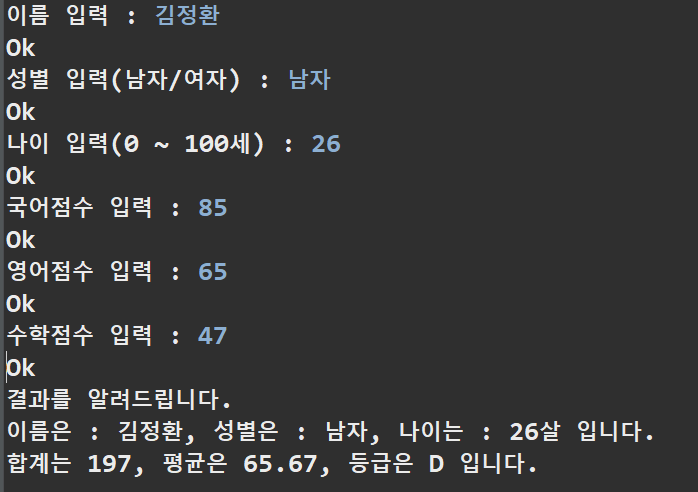 이름 입력 : 김정환
Ok
성별 입력(남자/여자) : 남자
Ok
나이 입력(0 ~ 100세) : 26
Ok
국어점수 입력 : 85
Ok
영어점수 입력 : 65
Ok
수학점수 입력 : 47
Ok
결과를 알려드립니다.
이름은 : 김정환, 성별은 : 남자, 나이는 : 26살 입니다.
합계는 197, 평균은 65.67, 등급은 D 입니다.